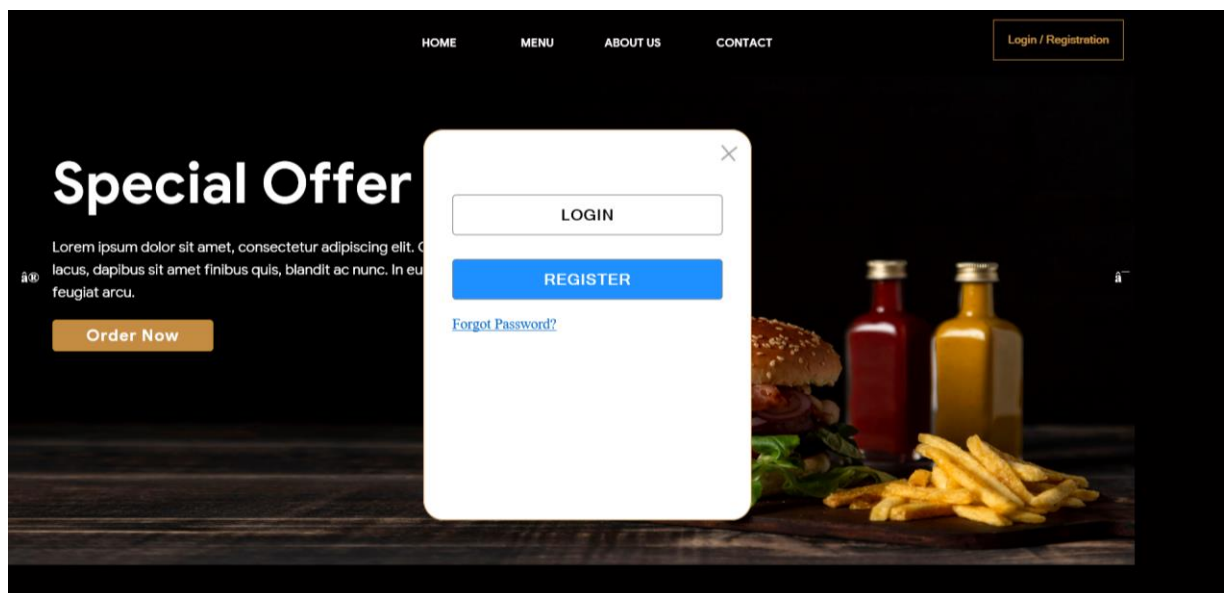 HOME MENU ABOUT US CONTACT Login / Registration
Special Offer
Lorem ipsum dolor sit amet, consectetur adipiscing elit.
lacus, dapibus sit amet finibus quis, blandit ac nunc. In eu
feugiat arcu.
Order Now
â® â¯
LOGIN
REGISTER
Forgot Password?